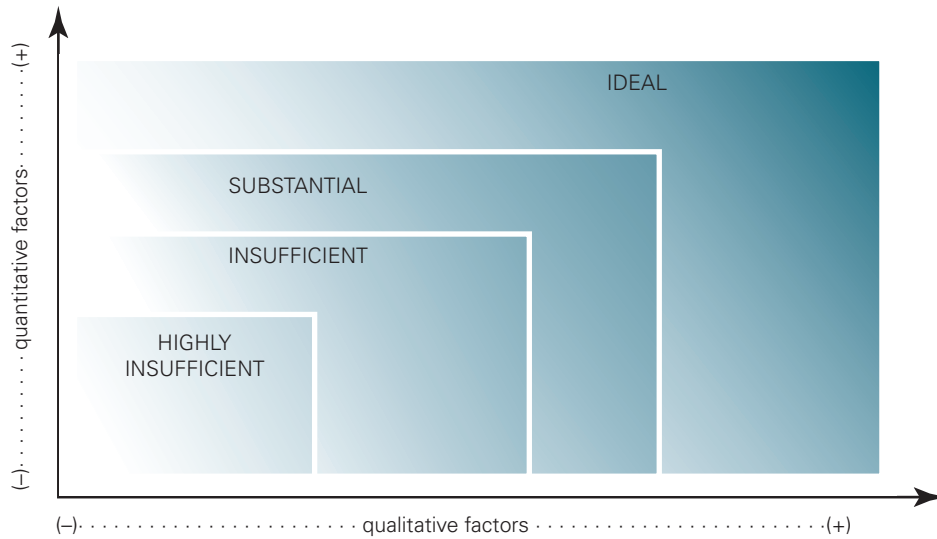 (–) · · · · · · · quantitative factors · · · · · · · (+)
IDEAL
SUBSTANTIAL
INSUFFICIENT
HIGHLY
INSUFFICIENT
(–) · · · · · · · · · · · · · · · · · · · · · · · qualitative factors · · · · · · · · · · · · · · · · · · · · · · · · (+)